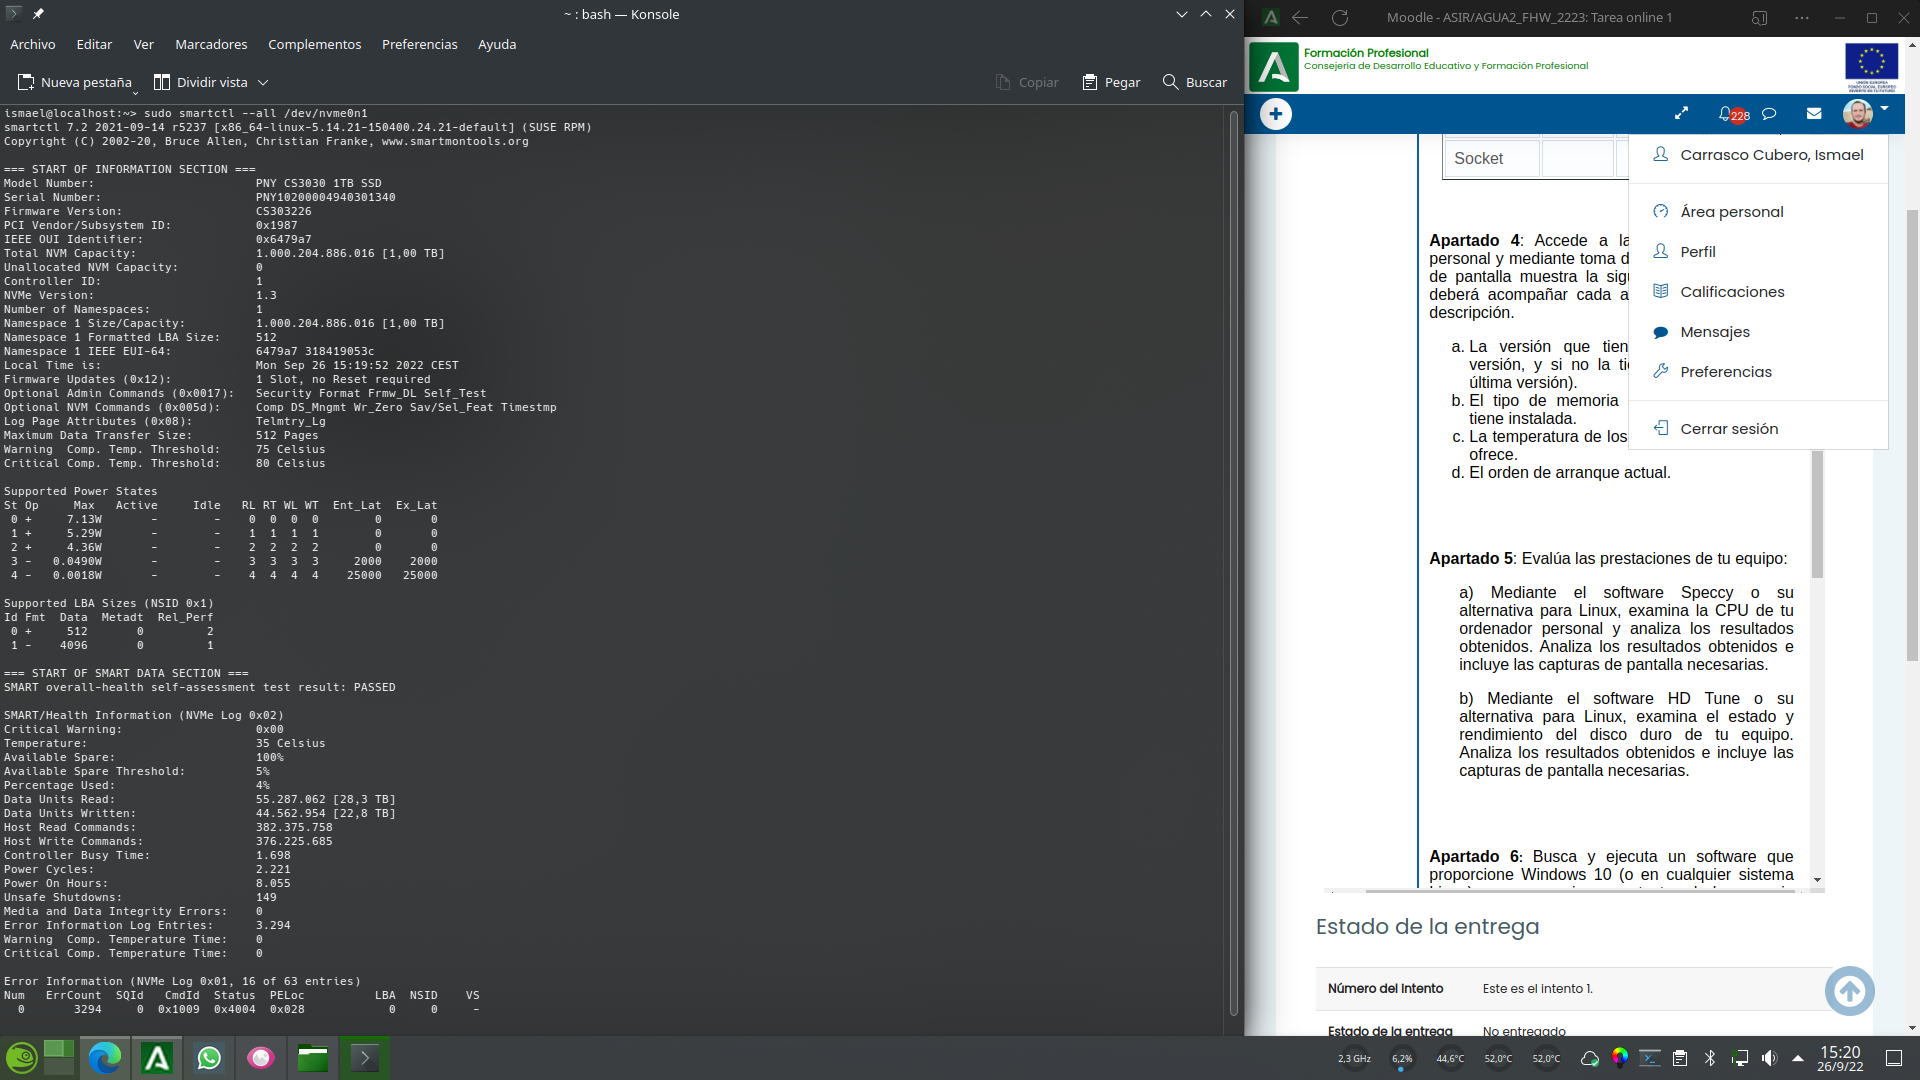 ~ : bash — Konsole
Archivo Editar Ver Marcadores Complementos Preferencias Ayuda
Nueva pestaña Dividir vista Copiar Pegar Buscar
ismael@localhost:~> sudo smartctl --all /dev/nvme0n1
smartctl 7.2 2021-09-14 r5237 [x86_64-linux-5.14.21-150400.24.21-default] (SUSE RPM)
Copyright (C) 2002-20, Bruce Allen, Christian Franke, www.smartmontools.org
=== START OF INFORMATION SECTION ===
Model Number: PNY CS3030 1TB SSD
Serial Number: PNY10200004940301340
Firmware Version: CS303226
PCI Vendor/Subsystem ID: 0x1987
IEEE OUI Identifier: 0x6479a7
Total NVM Capacity: 1.000.204.886.016 [1,00 TB]
Unallocated NVM Capacity: 0
Controller ID: 1
NVMe Version: 1.3
Number of Namespaces: 1
Namespace 1 Size/Capacity: 1.000.204.886.016 [1,00 TB]
Namespace 1 Formatted LBA Size: 512
Namespace 1 IEEE EUI-64: 6479a7 318419053c
Local Time is: Mon Sep 26 15:19:52 2022 CEST
Firmware Updates (0x12): 1 Slot, no Reset required
Optional Admin Commands (0x0017): Security Format Frmw_DL Self_Test
Optional NVM Commands (0x005d): Comp DS_Mngmt Wr_Zero Sav/Sel_Feat Timestmp
Log Page Attributes (0x08): Telmtry_Lg
Maximum Data Transfer Size: 512 Pages
Warning Comp. Temp. Threshold: 75 Celsius
Critical Comp. Temp. Threshold: 80 Celsius
Supported Power States
St Op Max Active Idle RL RT WL WT Ent_Lat Ex_Lat
0 + 7.13W - - 0 0 0 0 0 0
1 + 5.29W - - 1 1 1 1 0 0
2 + 4.36W - - 2 2 2 2 0 0
3 - 0.0490W - - 3 3 3 3 2000 2000
4 - 0.0018W - - 4 4 4 4 25000 25000
Supported LBA Sizes (NSID 0x1)
Id Fmt Data Metadt Rel_Perf
0 + 512 0 2
1 - 4096 0 1
=== START OF SMART DATA SECTION ===
SMART overall-health self-assessment test result: PASSED
SMART/Health Information (NVMe Log 0x02)
Critical Warning: 0x00
Temperature: 35 Celsius
Available Spare: 100%
Available Spare Threshold: 5%
Percentage Used: 4%
Data Units Read: 55.287.062 [28,3 TB]
Data Units Written: 44.562.954 [22,8 TB]
Host Read Commands: 382.375.758
Host Write Commands: 376.225.685
Controller Busy Time: 1.698
Power Cycles: 2.221
Power On Hours: 8.055
Unsafe Shutdowns: 149
Media and Data Integrity Errors: 0
Error Information Log Entries: 3.294
Warning Comp. Temperature Time: 0
Critical Comp. Temperature Time: 0
Error Information (NVMe Log 0x01, 16 of 63 entries)
Num ErrCount SQId CmdId Status PELoc LBA NSID VS
0 3294 0 0x1009 0x4004 0x028 0 0 -
Moodle - ASIR/AGUA2_FHW_2223: Tarea online 1
Formación Profesional
Consejería de Desarrollo Educativo y Formación Profesional
228
Socket
Carrasco Cubero, Ismael
Área personal
Perfil
Calificaciones
Mensajes
Preferencias
Cerrar sesión
Apartado 4: Accede a la
personal y mediante toma d
de pantalla muestra la sigu
deberá acompañar cada a
descripción.
a. La versión que tien
versión, y si no la ti
última versión).
b. El tipo de memoria
tiene instalada.
c. La temperatura de los
ofrece.
d. El orden de arranque actual.
Apartado 5: Evalúa las prestaciones de tu equipo:
a) Mediante el software Speccy o su
alternativa para Linux, examina la CPU de tu
ordenador personal y analiza los resultados
obtenidos. Analiza los resultados obtenidos e
incluye las capturas de pantalla necesarias.
b) Mediante el software HD Tune o su
alternativa para Linux, examina el estado y
rendimiento del disco duro de tu equipo.
Analiza los resultados obtenidos e incluye las
capturas de pantalla necesarias.
Apartado 6: Busca y ejecuta un software que
proporcione Windows 10 (o en cualquier sistema
Estado de la entrega
Número del Intento Este es el intento 1.
Estado de la entrega No entregado
2,3 GHz 6,2% 44,6°C 52,0°C 52,0°C
15:20
26/9/22